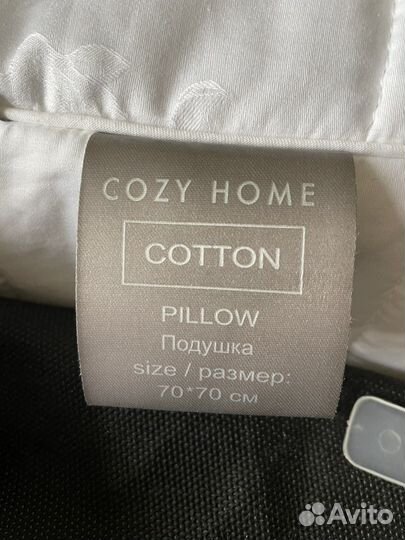 COZY HOME
COTTON
PILLOW
Подушка
size / размер:
70*70 см
Avito